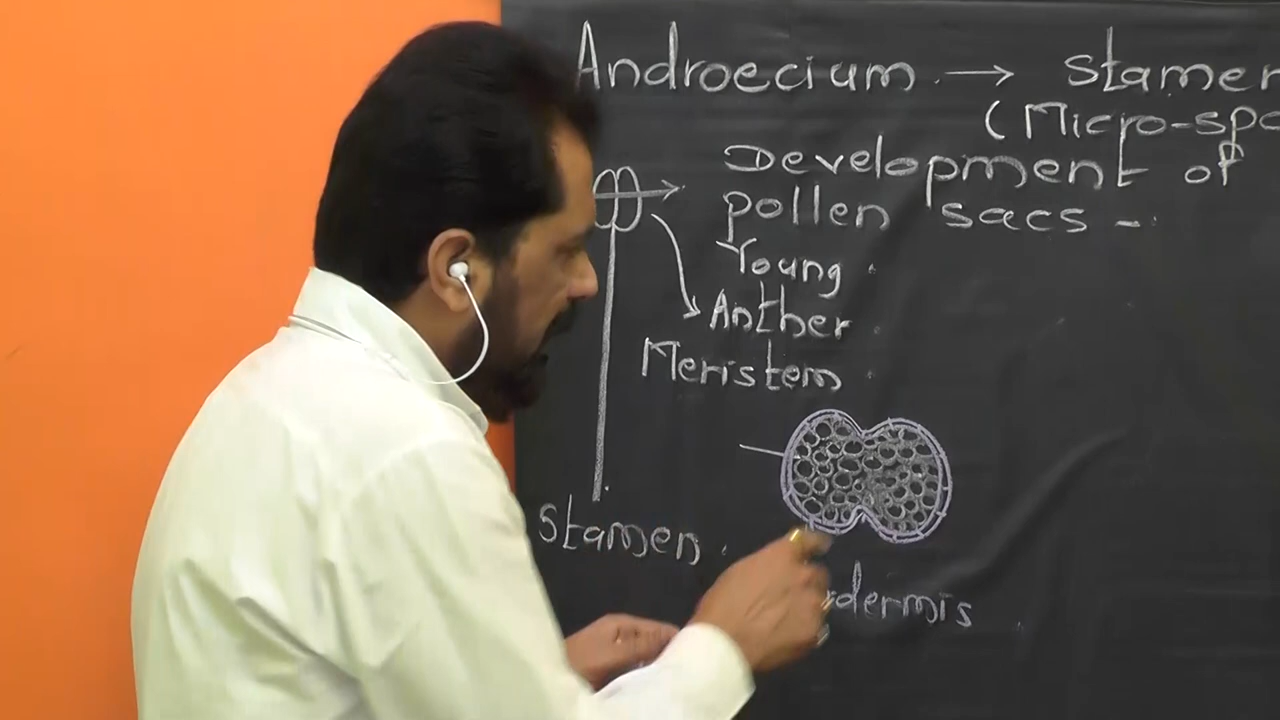 Androecium → Stamen
(Micro-spo
Development of
pollen sacs -
Young
Anther
Meristem
Stamen
dermis